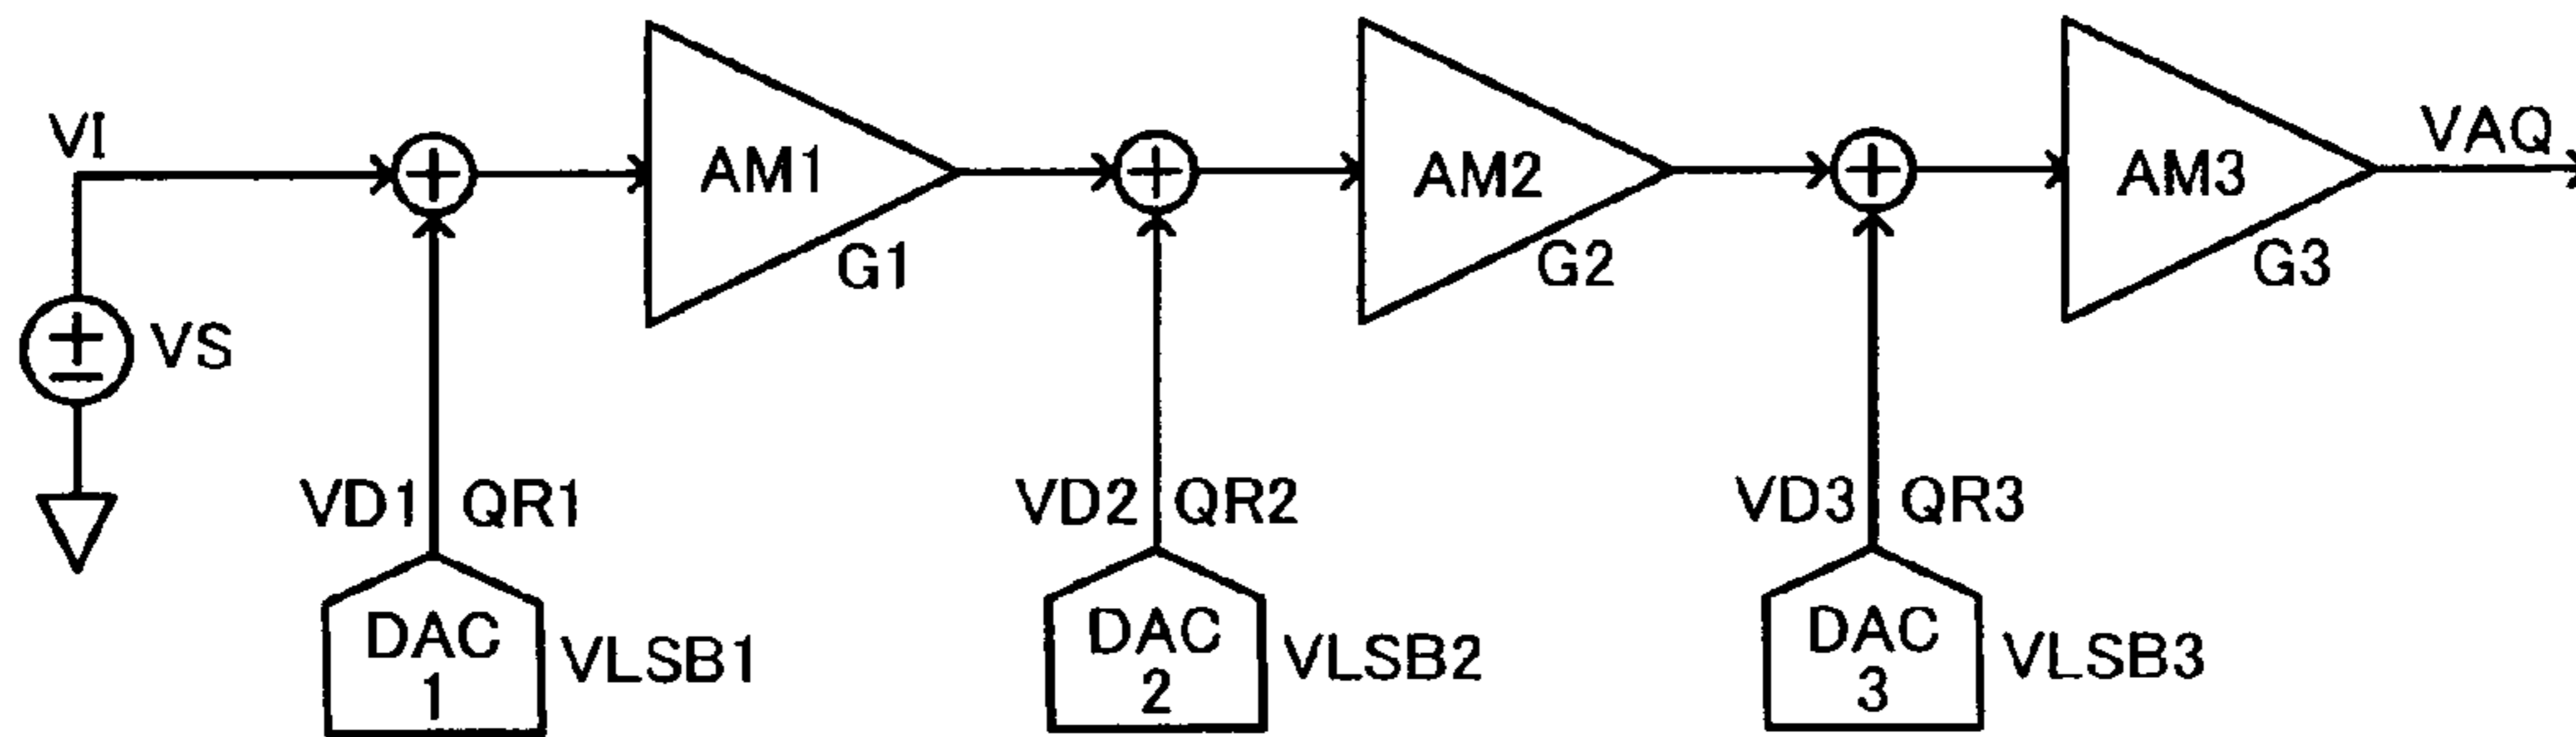 VI
AM1
AM2
AM3
VAQ
G1
G2
G3
VS
VD1 QR1
VD2 QR2
VD3 QR3
DAC
1
VLSB1
DAC
2
VLSB2
DAC
3
VLSB3